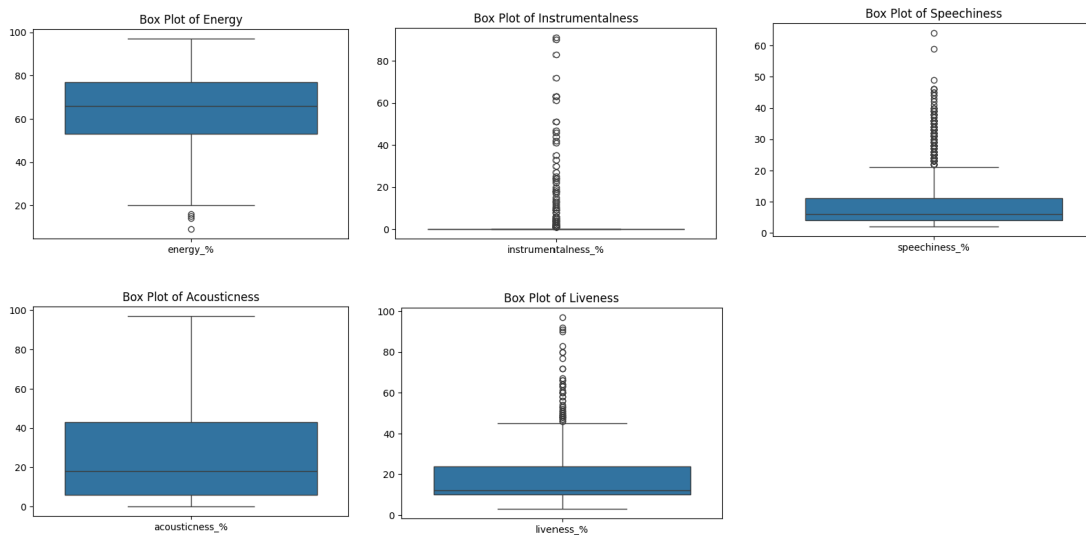 Box Plot of Energy
100
80
60
40
20
energy_%
Box Plot of Instrumentalness
80
60
40
20
0
instrumentalness_%
Box Plot of Speechiness
60
50
40
30
20
10
0
speechiness_%
Box Plot of Acousticness
100
80
60
40
20
0
acousticness_%
Box Plot of Liveness
100
80
60
40
20
0
liveness_%